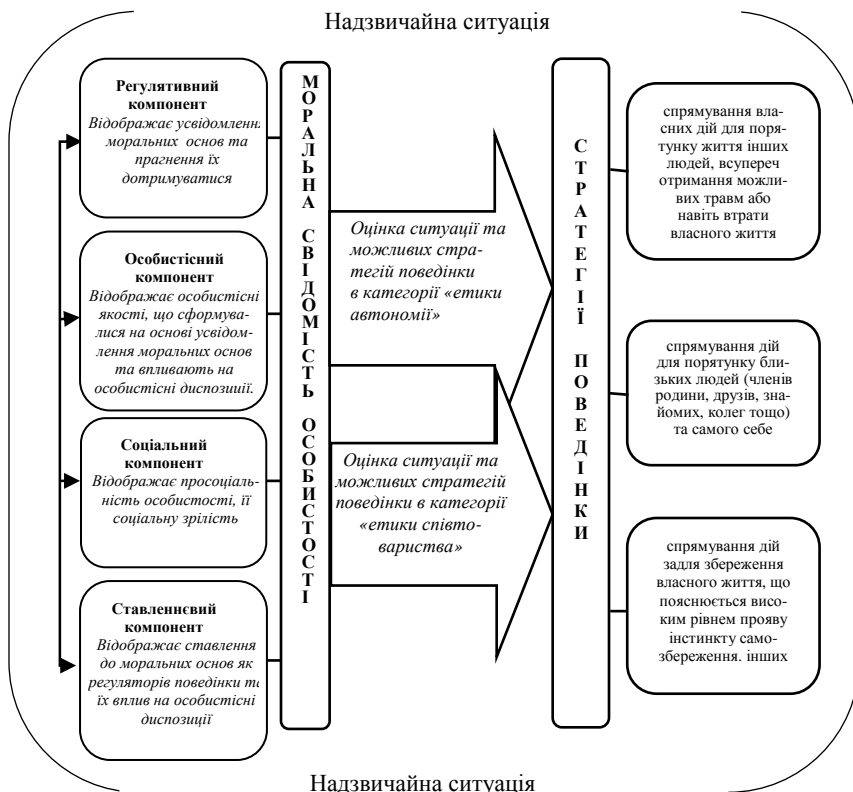 Надзвичайна ситуація
Регулятивний
компонент
Відображає усвідомлення
моральних основ та
прагнення їх
дотримуватися
Особистісний
компонент
Відображає особистісні
якості, що сформува-
лися на основі усвідом-
лення моральних основ
та впливають на
особистісні диспозиції.
Соціальний
компонент
Відображає просоціаль-
ність особистості, її
соціальну зрілість
Ставленнєвий
компонент
Відображає ставлення
до моральних основ як
регуляторів поведінки та
їх вплив на особистісні
диспозиції
МОРАЛЬНА СВІДОМІСТЬ ОСОБИСТОСТІ
Оцінка ситуації та
можливих стра-
тегій поведінки
в категорії «етики
автономії»
Оцінка ситуації та
можливих стратегій
поведінки в категорії
«етики співто-
вариства»
СТРАТЕГІЇ ПОВЕДІНКИ
спрямування вла-
сних дій для поря-
тунку життя інших
людей, всупереч
отримання можли-
вих травм або
навіть втрати
власного життя
спрямування дій
для порятунку бли-
зьких людей (членів
родини, друзів, зна-
йомих, колег тощо)
та самого себе
спрямування дій
задля збереження
власного життя, що
пояснюється висо-
ким рівнем прояву
інстинкту само-
збереження. інших
Надзвичайна ситуація